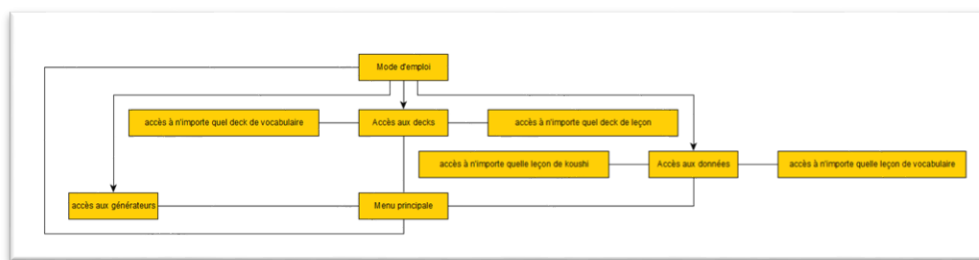 Mode d'emploi
accès à n'importe quel deck de vocabulaire
Accès aux decks
accès à n'importe quel deck de leçon
accès à n'importe quelle leçon de koushi
Accès aux données
accès à n'importe quelle leçon de vocabulaire
accès aux générateurs
Menu principale